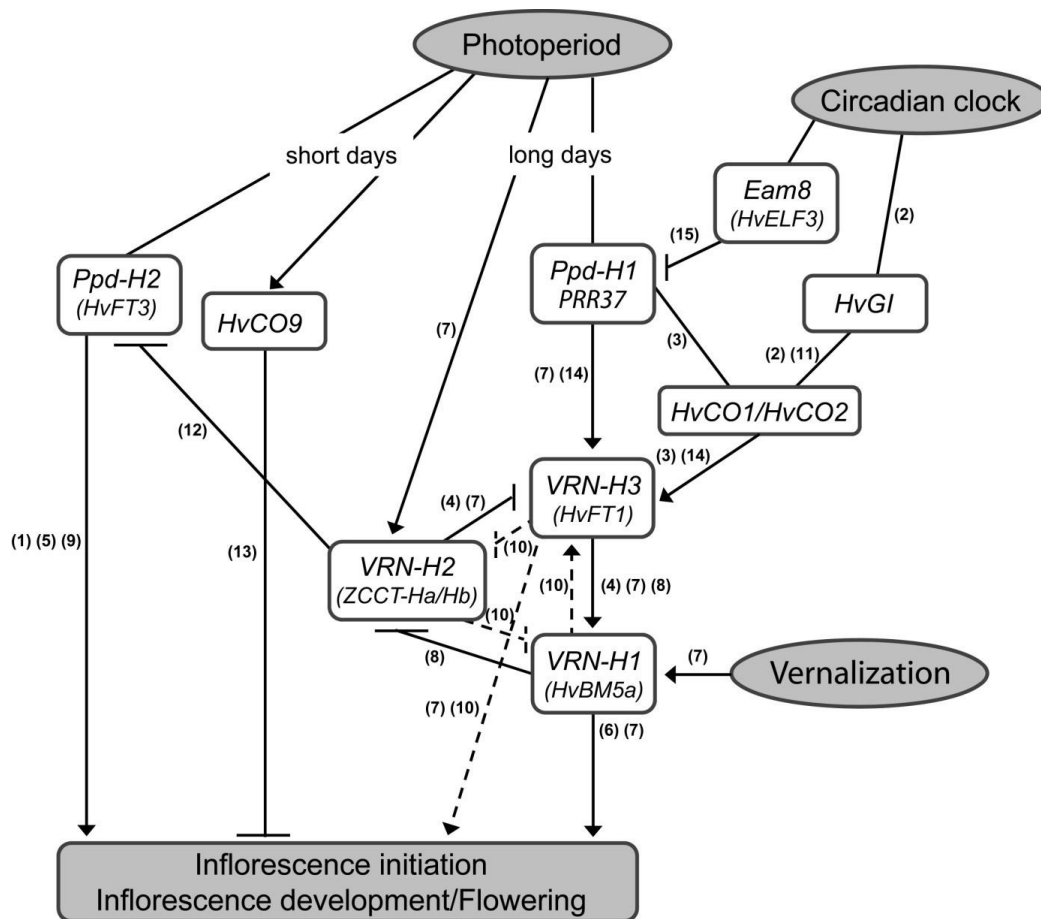 Photoperiod
Circadian clock
short days
long days
Eam8
(HvELF3)
(2)
(15)
Ppd-H2
(HvFT3)
HvCO9
Ppd-H1
PRR37
HvGI
(7)
(3)
(2) (11)
(7) (14)
HvCO1/HvCO2
(12)
(3) (14)
(4) (7)
VRN-H3
(HvFT1)
(1) (5) (9)
(13)
(10)
VRN-H2
(ZCCT-Ha/Hb)
(10)
(4) (7) (8)
(10)
(8)
VRN-H1
(HvBM5a)
(7)
Vernalization
(7) (10)
(6) (7)
Inflorescence initiation
Inflorescence development/Flowering